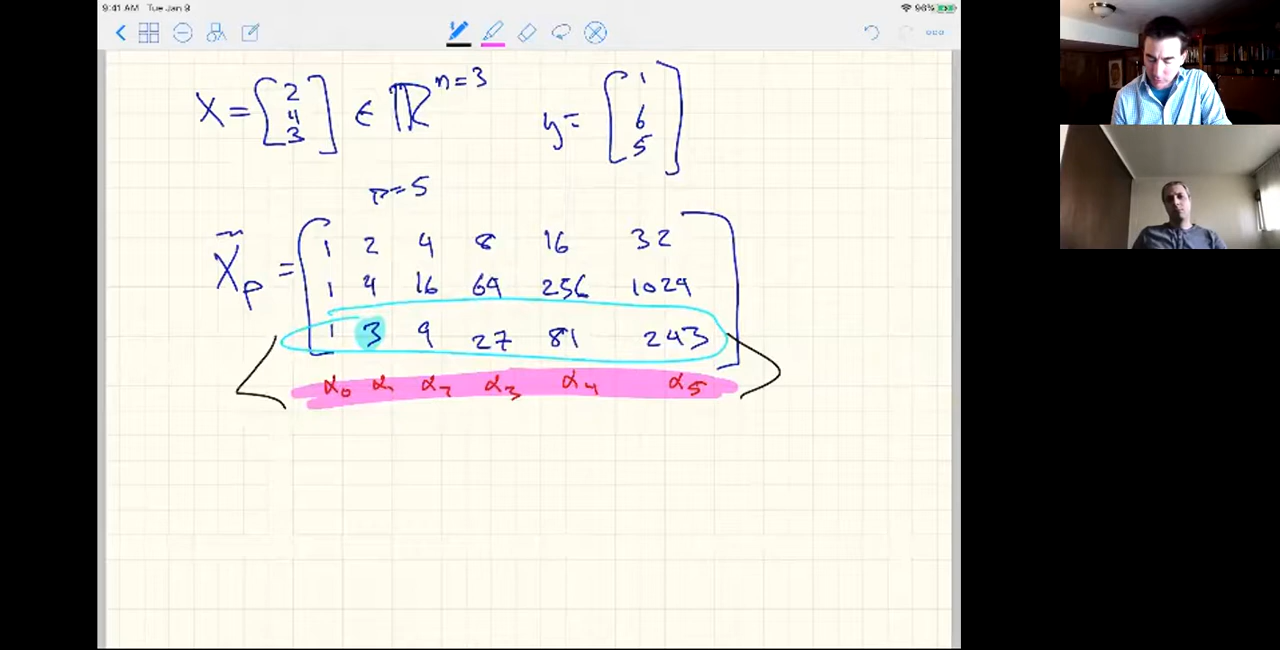 9:41 AM Tue Jan 9 96%
X = [2 4 3] ∈ ℝ^n=3 y = [1 6 5]
p=5
X̃p = [1 2 4 8 16 32
1 4 16 64 256 1024
1 3 9 27 81 243]
α0 α1 α2 α3 α4 α5